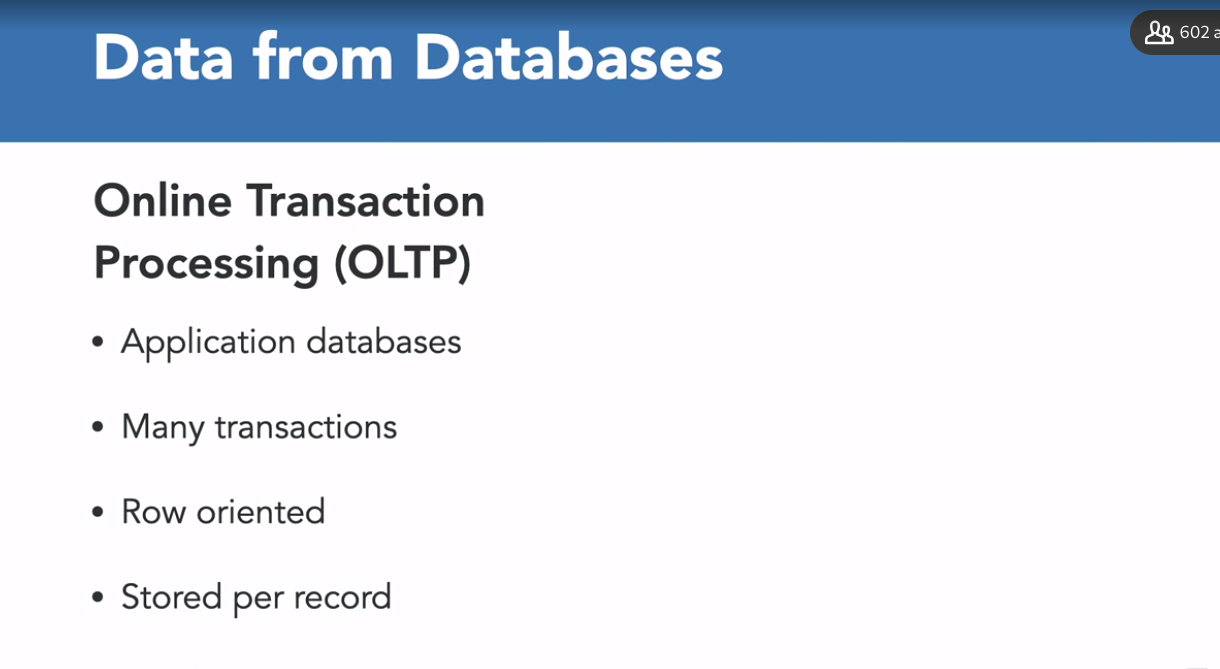 Data from Databases
602 a
Online Transaction
Processing (OLTP)
• Application databases
• Many transactions
• Row oriented
• Stored per record